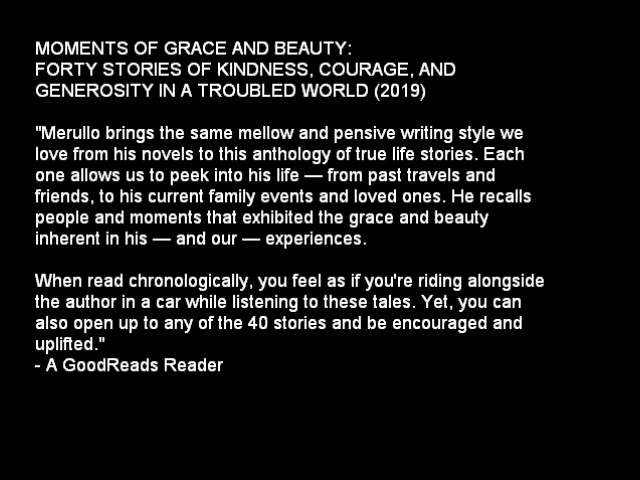 MOMENTS OF GRACE AND BEAUTY:
FORTY STORIES OF KINDNESS, COURAGE, AND
GENEROSITY IN A TROUBLED WORLD (2019)
"Merullo brings the same mellow and pensive writing style we
love from his novels to this anthology of true life stories. Each
one allows us to peek into his life — from past travels and
friends, to his current family events and loved ones. He recalls
people and moments that exhibited the grace and beauty
inherent in his — and our — experiences.
When read chronologically, you feel as if you're riding alongside
the author in a car while listening to these tales. Yet, you can
also open up to any of the 40 stories and be encouraged and
uplifted."
- A GoodReads Reader